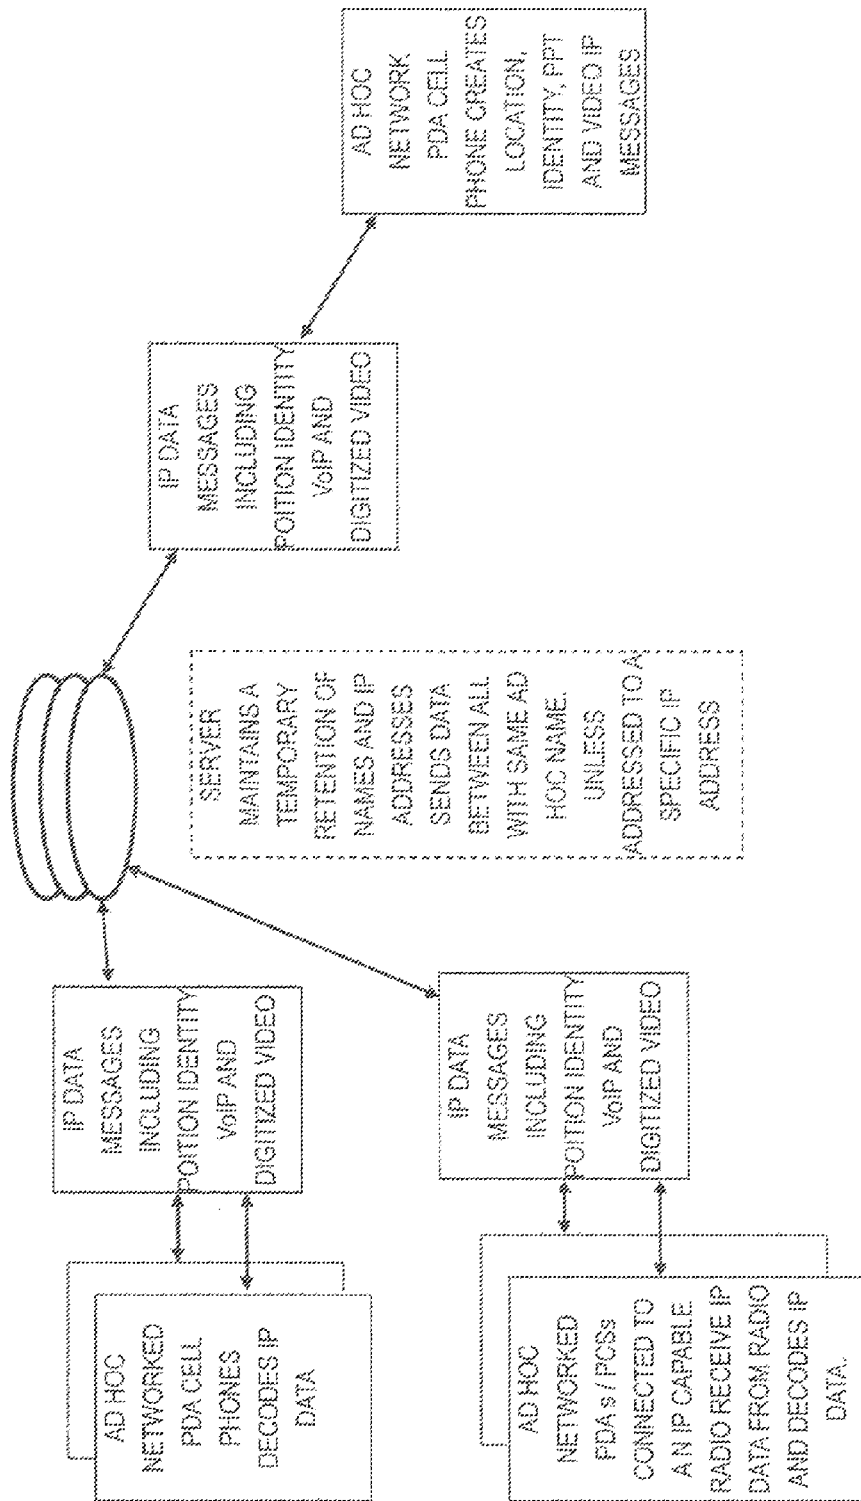 AD HOC
NETWORKED
PDA CELL
PHONES
DECODES IP
DATA
IP DATA
MESSAGES
INCLUDING
POITION IDENTITY
VoIP AND
DIGITIZED VIDEO
AD HOC
NETWORKED
PDA s / PCSs
CONNECTED TO
A N IP CAPABLE
RADIO RECEIVE IP
DATA FROM RADIO
AND DECODES IP
DATA.
IP DATA
MESSAGES
INCLUDING
POITION IDENTITY
VoIP AND
DIGITIZED VIDEO
SERVER
MAINTAINS A
TEMPORARY
RETENTION OF
NAMES AND IP
ADDRESSES
SENDS DATA
BETWEEN ALL
WITH SAME AD
HOC NAME.
UNLESS
ADDRESSED TO A
SPECIFIC IP
ADDRESS
IP DATA
MESSAGES
INCLUDING
POITION IDENTITY
VoIP AND
DIGITIZED VIDEO
AD HOC
NETWORK
PDA CELL
PHONE CREATES
LOCATION,
IDENTITY, PPT
AND VIDEO IP
MESSAGES